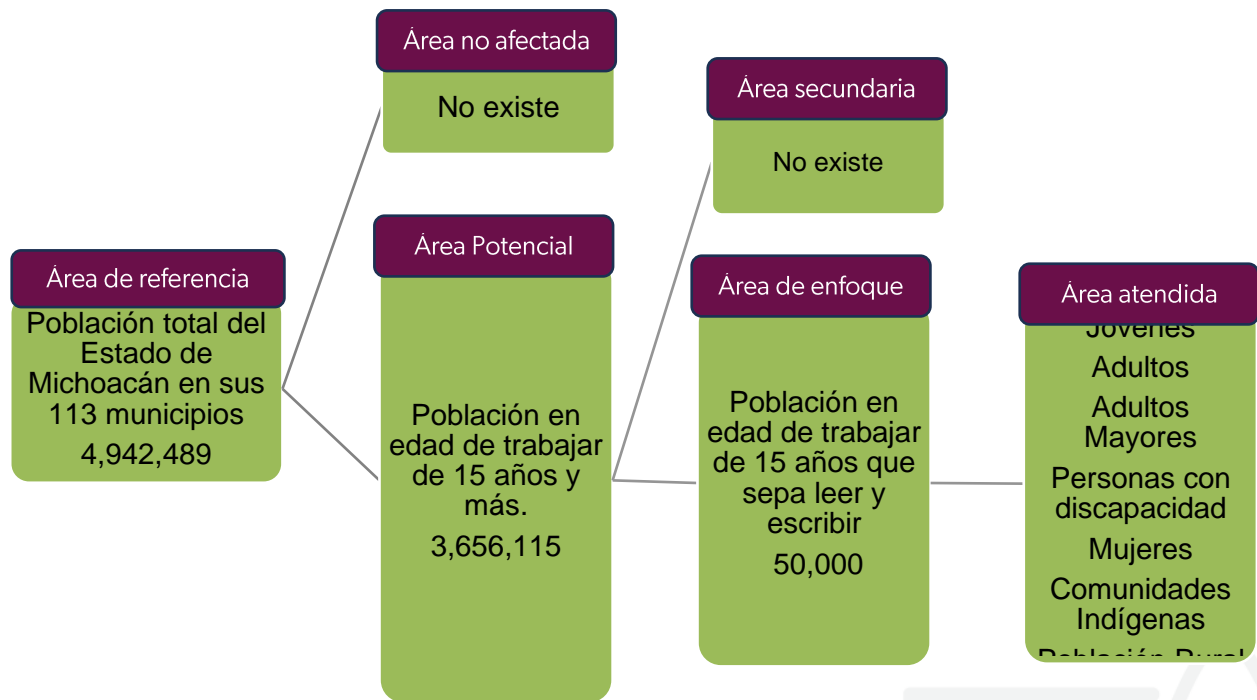 Área no afectada
No existe
Área secundaria
No existe
Área de referencia
Población total del
Estado de
Michoacán en sus
113 municipios
4,942,489
Área Potencial
Población en
edad de trabajar
de 15 años y
más.
3,656,115
Área de enfoque
Población en
edad de trabajar
de 15 años que
sepa leer y
escribir
50,000
Área atendida
Jóvenes
Adultos
Adultos
Mayores
Personas con
discapacidad
Mujeres
Comunidades
Indígenas
Población Rural